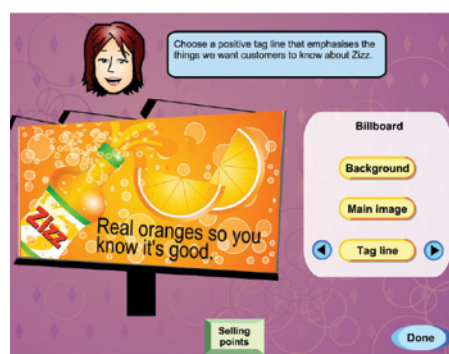 Choose a positive tag line that emphasises the
things we want customers to know about Zizz.
Billboard
Background
Main image
Tag line
Zizz
Real oranges so you
know it's good.
Selling
points
Done